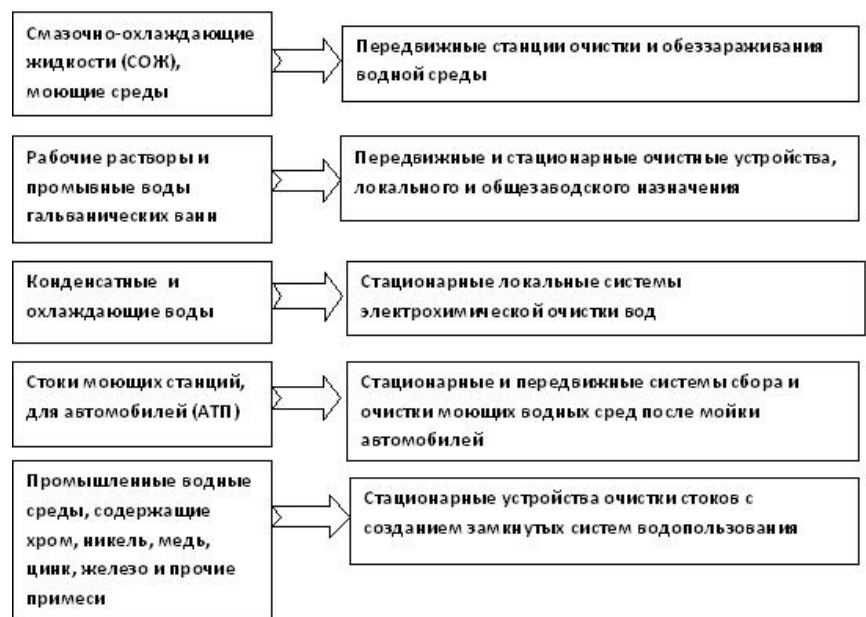 Смазочно-охлаждающие
жидкости (СОЖ),
моющие среды
Передвижные станции очистки и обеззараживания
водной среды
Рабочие растворы и
промывные воды
гальванических ванн
Передвижные и стационарные очистные устройства,
локального и общезаводского назначения
Конденсатные и
охлаждающие воды
Стационарные локальные системы
электрохимической очистки вод
Стоки моющих станций,
для автомобилей (АТП)
Стационарные и передвижные системы сбора и
очистки моющих водных сред после мойки
автомобилей
Промышленные водные
среды, содержащие
хром, никель, медь,
цинк, железо и прочие
примеси
Стационарные устройства очистки стоков с
созданием замкнутых систем водопользования